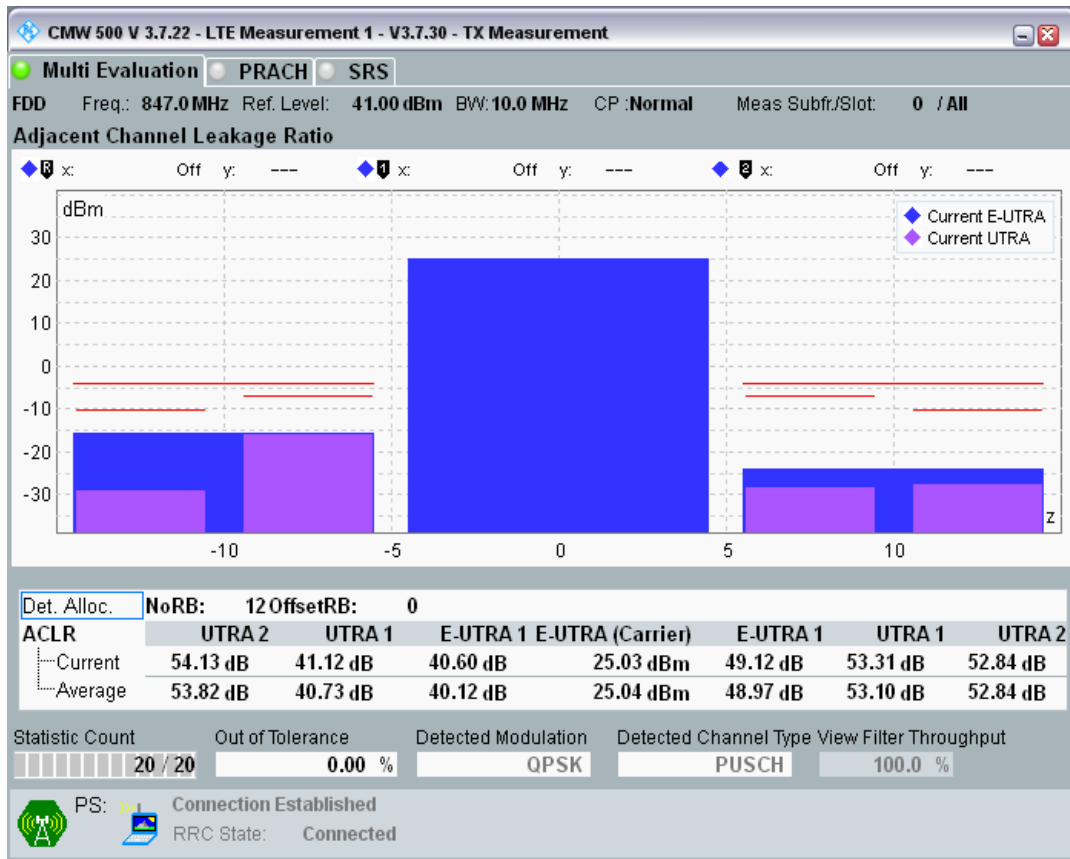 CMW 500 V 3.7.22 - LTE Measurement 1 - V3.7.30 - TX Measurement
Multi Evaluation PRACH SRS
FDD Freq.: 847.0 MHz Ref. Level: 41.00 dBm BW: 10.0 MHz CP :Normal Meas Subfr./Slot: 0 / All
Adjacent Channel Leakage Ratio
R x: Off y: --- 1 x: Off y: --- 2 x: Off y: ---
dBm
Current E-UTRA
Current UTRA
30
20
10
0
-10
-20
-30
z
-10 -5 0 5 10
Det. Alloc. NoRB: 12 OffsetRB: 0
ACLR UTRA 2 UTRA 1 E-UTRA 1 E-UTRA (Carrier) E-UTRA 1 UTRA 1 UTRA 2
Current 54.13 dB 41.12 dB 40.60 dB 25.03 dBm 49.12 dB 53.31 dB 52.84 dB
Average 53.82 dB 40.73 dB 40.12 dB 25.04 dBm 48.97 dB 53.10 dB 52.84 dB
Statistic Count Out of Tolerance Detected Modulation Detected Channel Type View Filter Throughput
20 / 20 0.00 % QPSK PUSCH 100.0 %
PS: Connection Established
RRC State: Connected